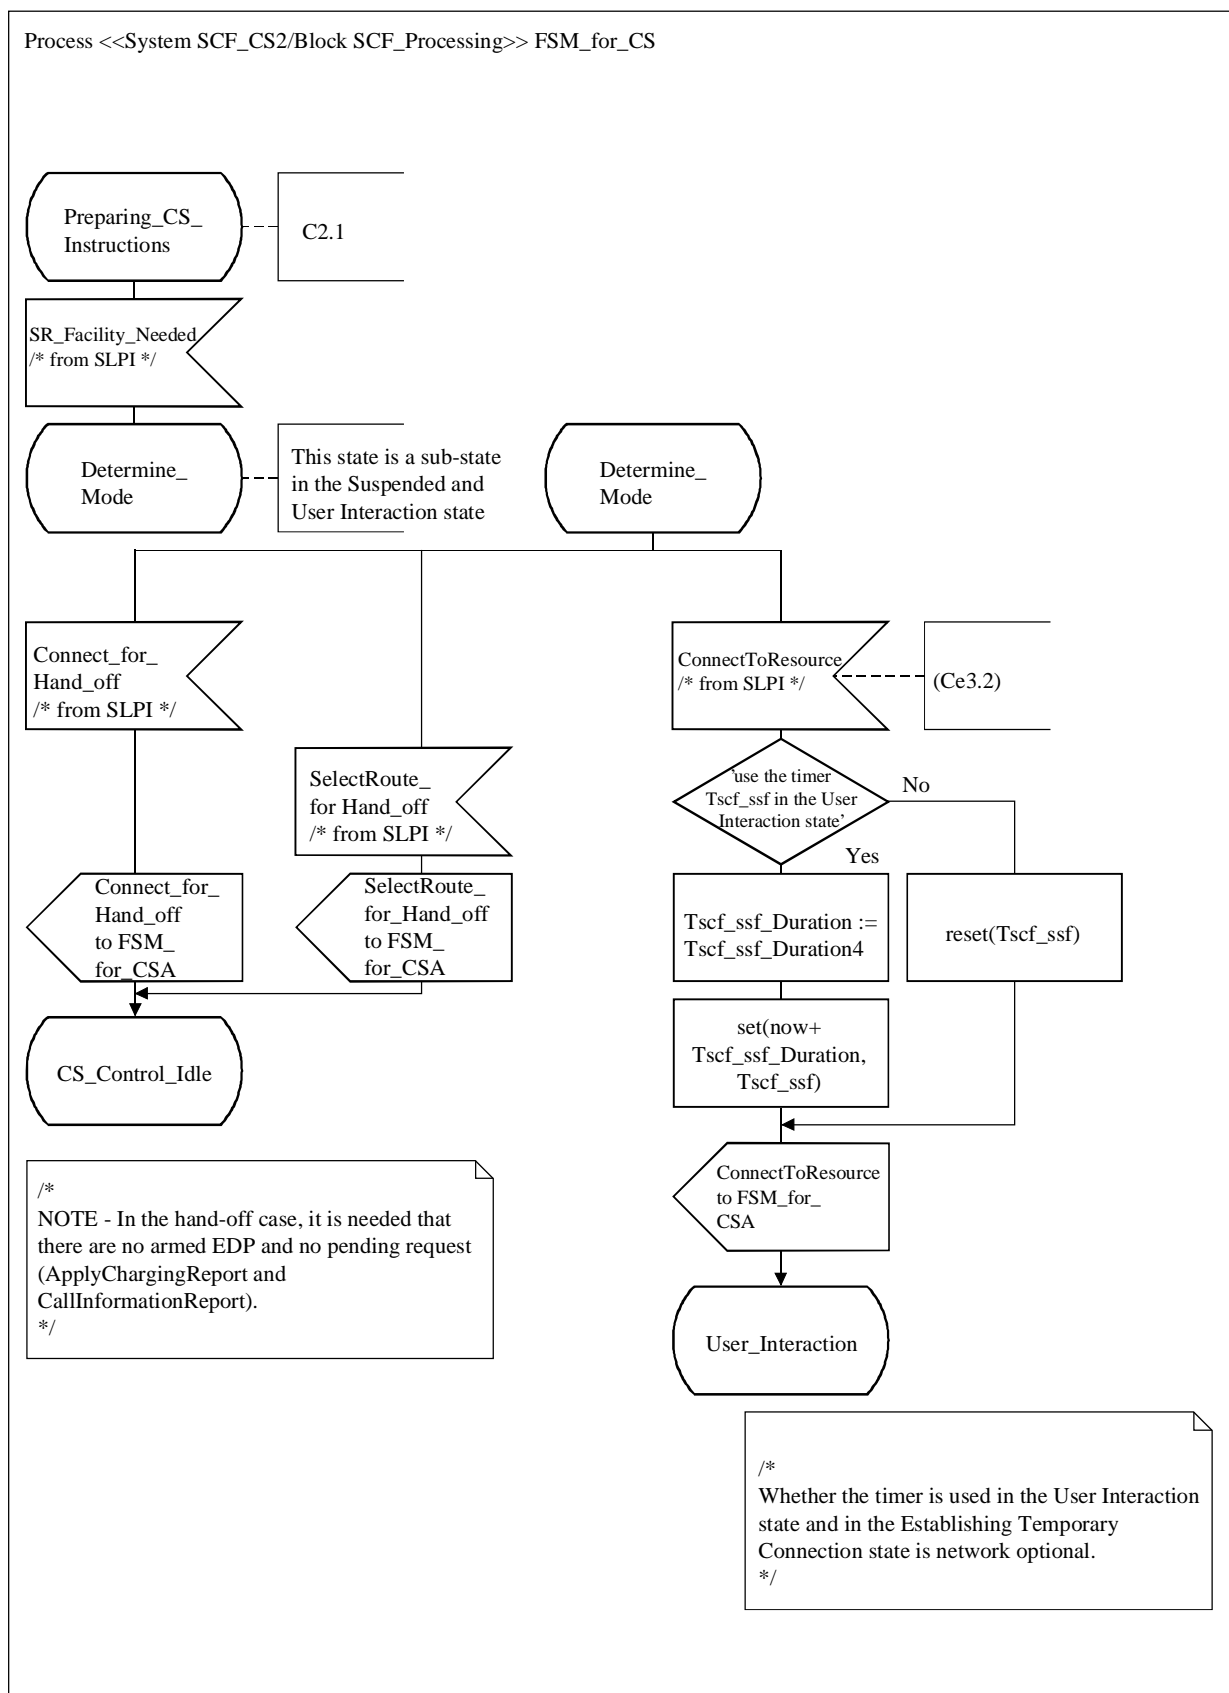 Process <<System SCF_CS2/Block SCF_Processing>> FSM_for_CS
Preparing_CS_
Instructions
C2.1
SR_Facility_Needed
/* from SLPI */
Determine_
Mode
This state is a sub-state
in the Suspended and
User Interaction state
Determine_
Mode
Connect_for_
Hand_off
/* from SLPI */
SelectRoute_
for Hand_off
/* from SLPI */
ConnectToResource
/* from SLPI */
(Ce3.2)
'use the timer
Tscf_ssf in the User
Interaction state'
No
Yes
Connect_for_
Hand_off
to FSM_
for_CSA
SelectRoute_
for_Hand_off
to FSM_
for_CSA
Tscf_ssf_Duration :=
Tscf_ssf_Duration4
reset(Tscf_ssf)
set(now+
Tscf_ssf_Duration,
Tscf_ssf)
CS_Control_Idle
ConnectToResource
to FSM_for_
CSA
/*
NOTE - In the hand-off case, it is needed that
there are no armed EDP and no pending request
(ApplyChargingReport and
CallInformationReport).
*/
User_Interaction
/*
Whether the timer is used in the User Interaction
state and in the Establishing Temporary
Connection state is network optional.
*/